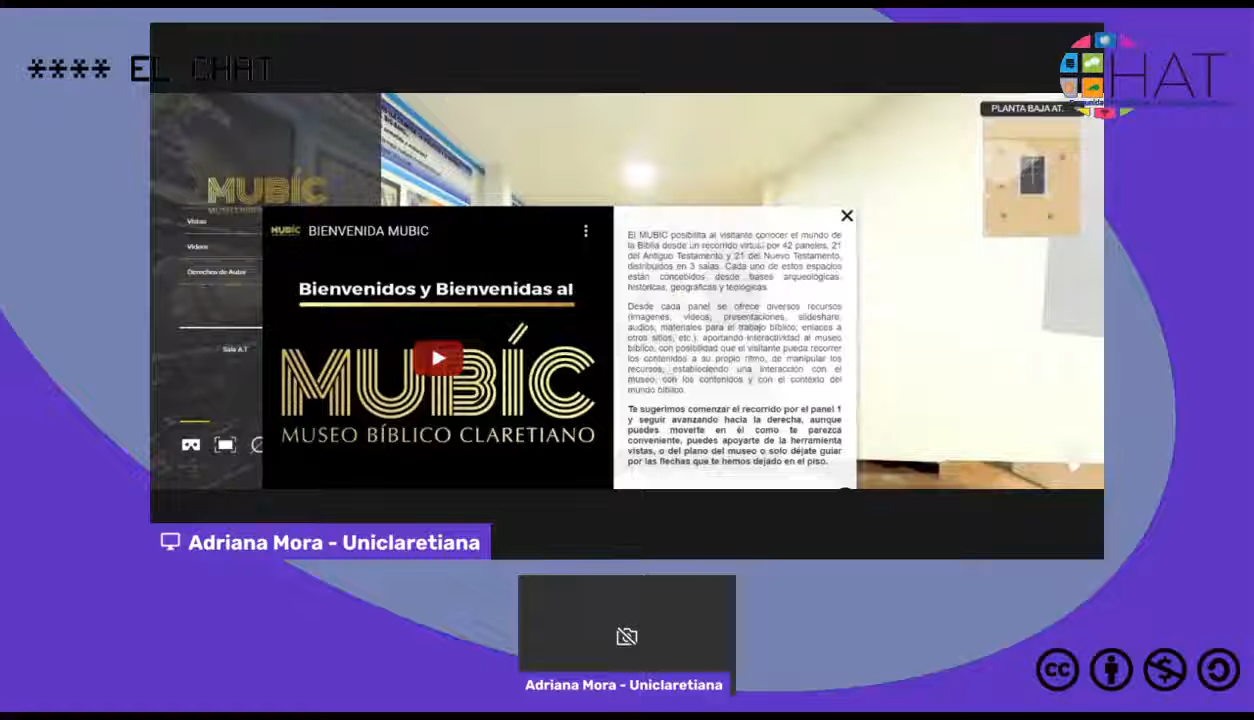 **** EL CHAT
HAT
PLANTA BAJA AT.
MUBÍC
Vistas
Videos
Derechos de Autor
Sala A.T
MUBÍC BIENVENIDA MUBIC
Bienvenidos y Bienvenidas al
MUBÍC
MUSEO BÍBLICO CLARETIANO
El MUBIC posibilita al visitante conocer el mundo de
la Biblia desde un recorrido virtual por 42 paneles, 21
del Antiguo Testamento y 21 del Nuevo Testamento,
distribuidos en 3 salas. Cada uno de estos espacios
están concebidos desde bases arqueológicas,
históricas, geográficas y teológicas.
Desde cada panel se ofrece diversos recursos
(imágenes, videos, presentaciones, slideshare,
audios, materiales para el trabajo bíblico, enlaces a
otros sitios, etc.), aportando interactividad al museo
bíblico, con posibilidad que el visitante pueda recorrer
los contenidos a su propio ritmo, de manipular los
recursos, estableciendo una interacción con el
museo, con los contenidos y con el contexto del
mundo bíblico.
Te sugerimos comenzar el recorrido por el panel 1
y seguir avanzando hacia la derecha, aunque
puedes moverte en él como te parezca
conveniente, puedes apoyarte de la herramienta
vistas, o del plano del museo o solo déjate guiar
por las flechas que te hemos dejado en el piso.
Adriana Mora - Uniclaretiana
Adriana Mora - Uniclaretiana
cc